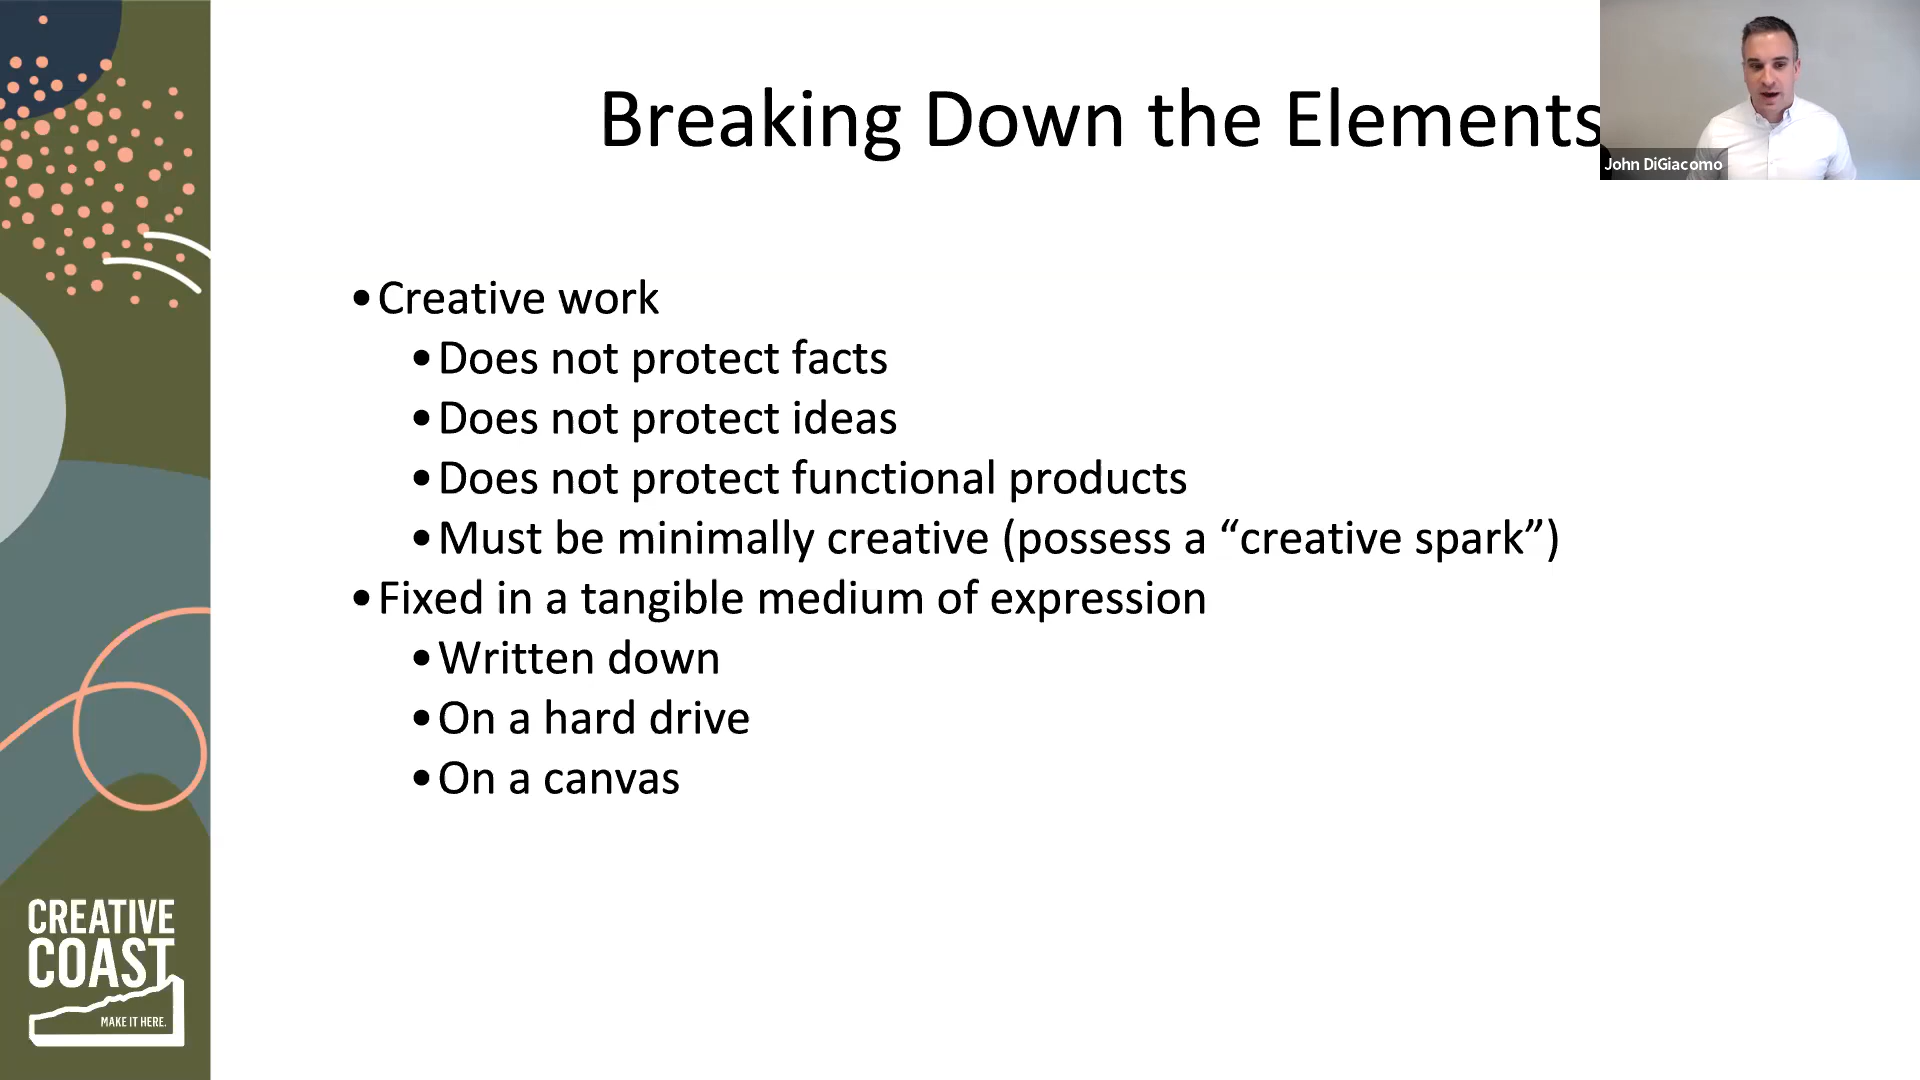 Breaking Down the Elements
John DiGiacomo
•Creative work
•Does not protect facts
•Does not protect ideas
•Does not protect functional products
•Must be minimally creative (possess a “creative spark”)
•Fixed in a tangible medium of expression
•Written down
•On a hard drive
•On a canvas
CREATIVE
COAST
MAKE IT HERE.